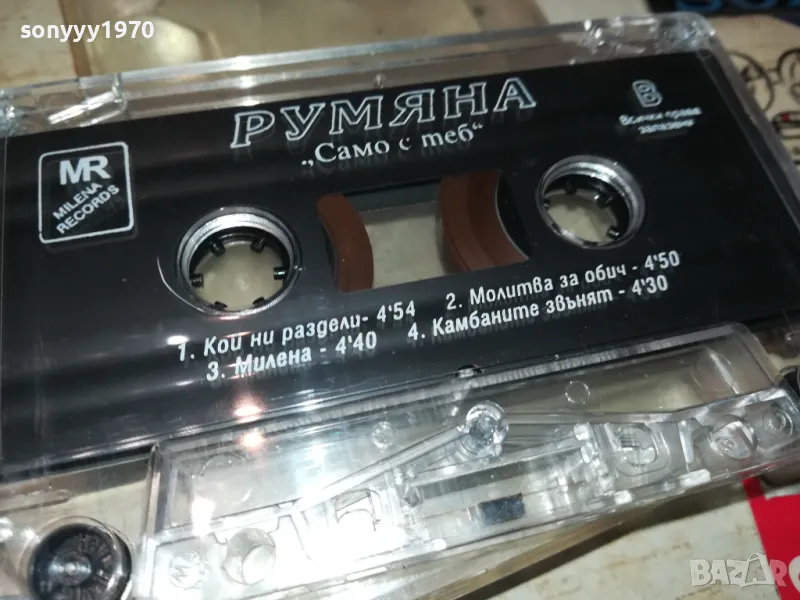 sonyyy1970
РУМЯНА
„Само с теб“
B
Всички права
запазени
MR
MILENA
RECORDS
1. Кой ни раздели- 4'54
2. Молитва за обич - 4'50
3. Милена - 4'40
4. Камбаните звънят - 4'30
BAZAR